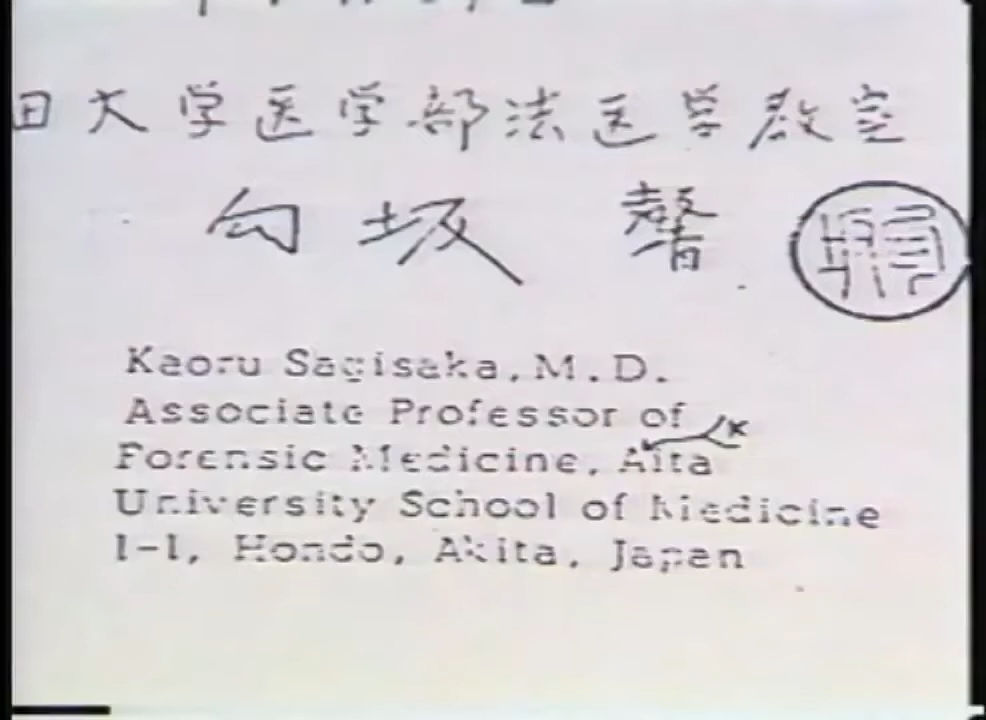 田大学医学部法医学教室
勾坂 馨
Kaoru Sagisaka, M.D.
Associate Professor of
Forensic Medicine, Aita
k
University School of Medicine
1-1, Hondo, Akita, Japan